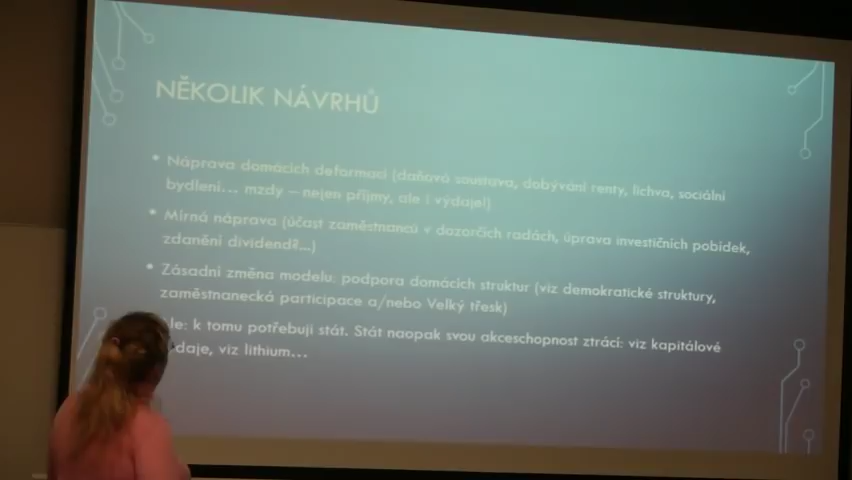 NĚKOLIK NÁVRHŮ
• Náprava domácích deformací (daňová soustava, dobývání renty, lichva, sociální
bydlení... mzdy – nejen příjmy, ale i výdaje!)
• Mírná náprava (účast zaměstnanců v dozorčích radách, úprava investičních pobídek,
zdanění dividend?...)
• Zásadní změna modelu: podpora domácích struktur (viz demokratické struktury,
zaměstnanecká participace a/nebo Velký třesk)
le: k tomu potřebuji stát. Stát naopak svou akceschopnost ztrácí: viz kapitálové
daje, viz lithium...